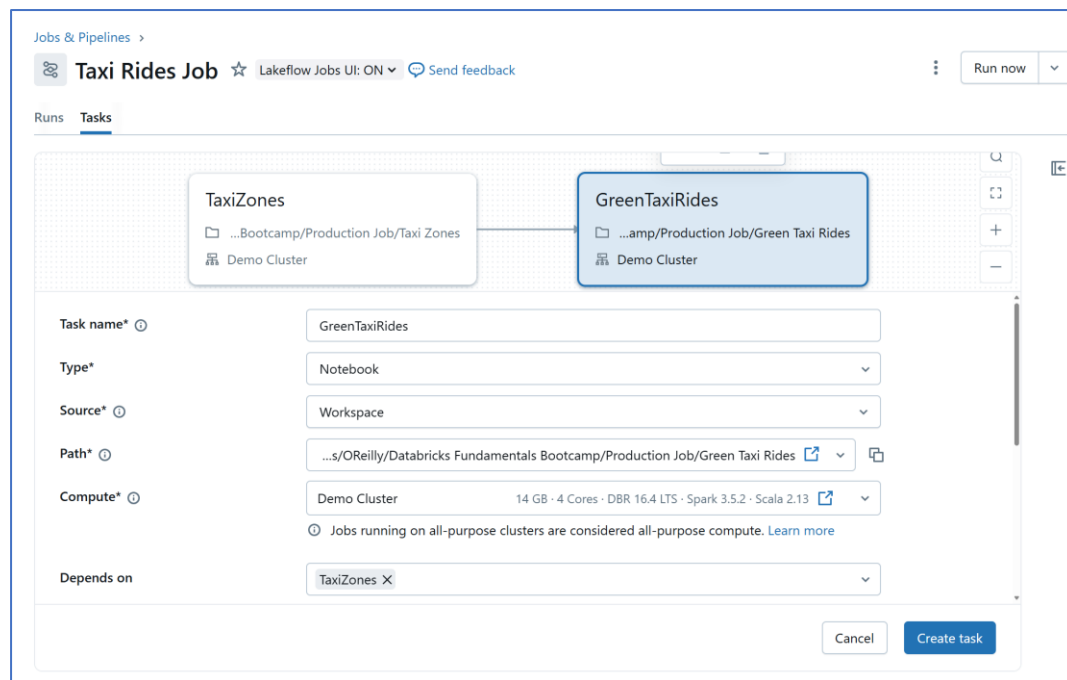 Jobs & Pipelines >
Taxi Rides Job Lakeflow Jobs UI: ON Send feedback Run now
Runs Tasks
TaxiZones GreenTaxiRides
...Bootcamp/Production Job/Taxi Zones ...amp/Production Job/Green Taxi Rides
Demo Cluster Demo Cluster
Task name* GreenTaxiRides
Type* Notebook
Source* Workspace
Path* ...s/OReilly/Databricks Fundamentals Bootcamp/Production Job/Green Taxi Rides
Compute* Demo Cluster 14 GB · 4 Cores · DBR 16.4 LTS · Spark 3.5.2 · Scala 2.13
Jobs running on all-purpose clusters are considered all-purpose compute. Learn more
Depends on TaxiZones
Cancel Create task